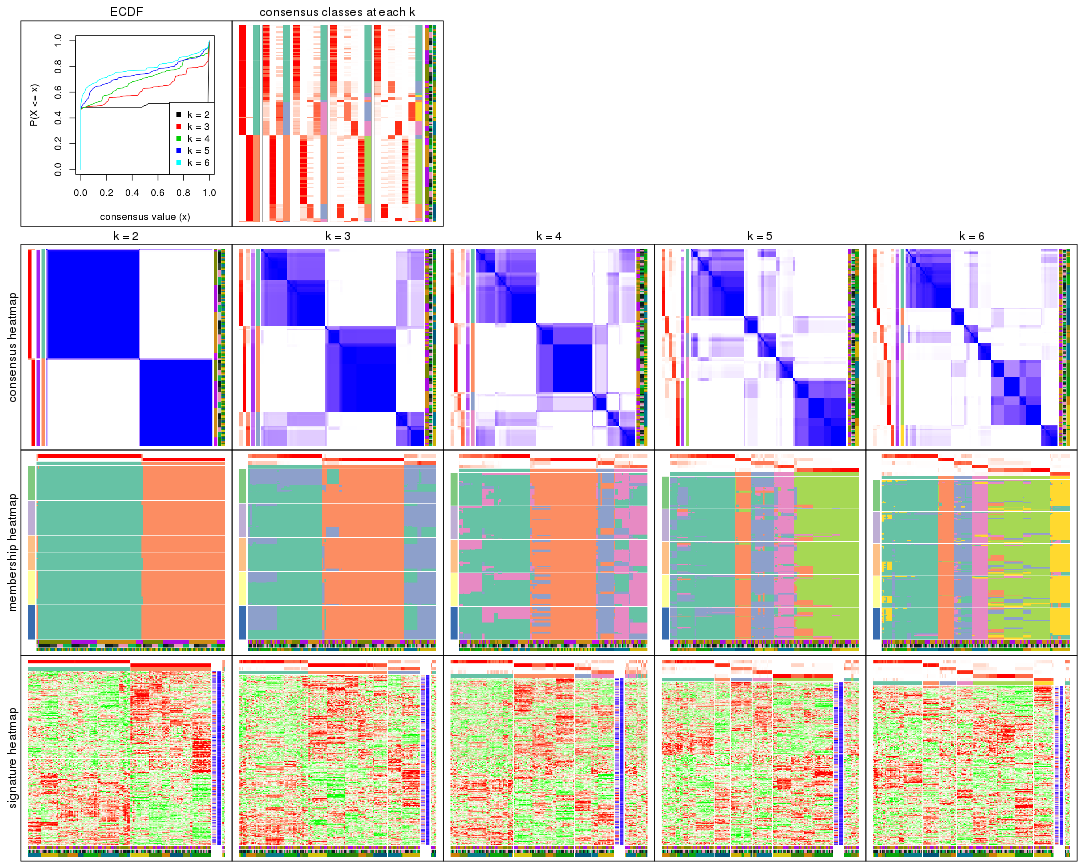 ECDF
consensus classes at each k
P(X <= x)
0.0 0.2 0.4 0.6 0.8 1.0
k = 2
k = 3
k = 4
k = 5
k = 6
0.0 0.2 0.4 0.6 0.8 1.0
consensus value (x)
k = 2
k = 3
k = 4
k = 5
k = 6
consensus heatmap
membership heatmap
signature heatmap